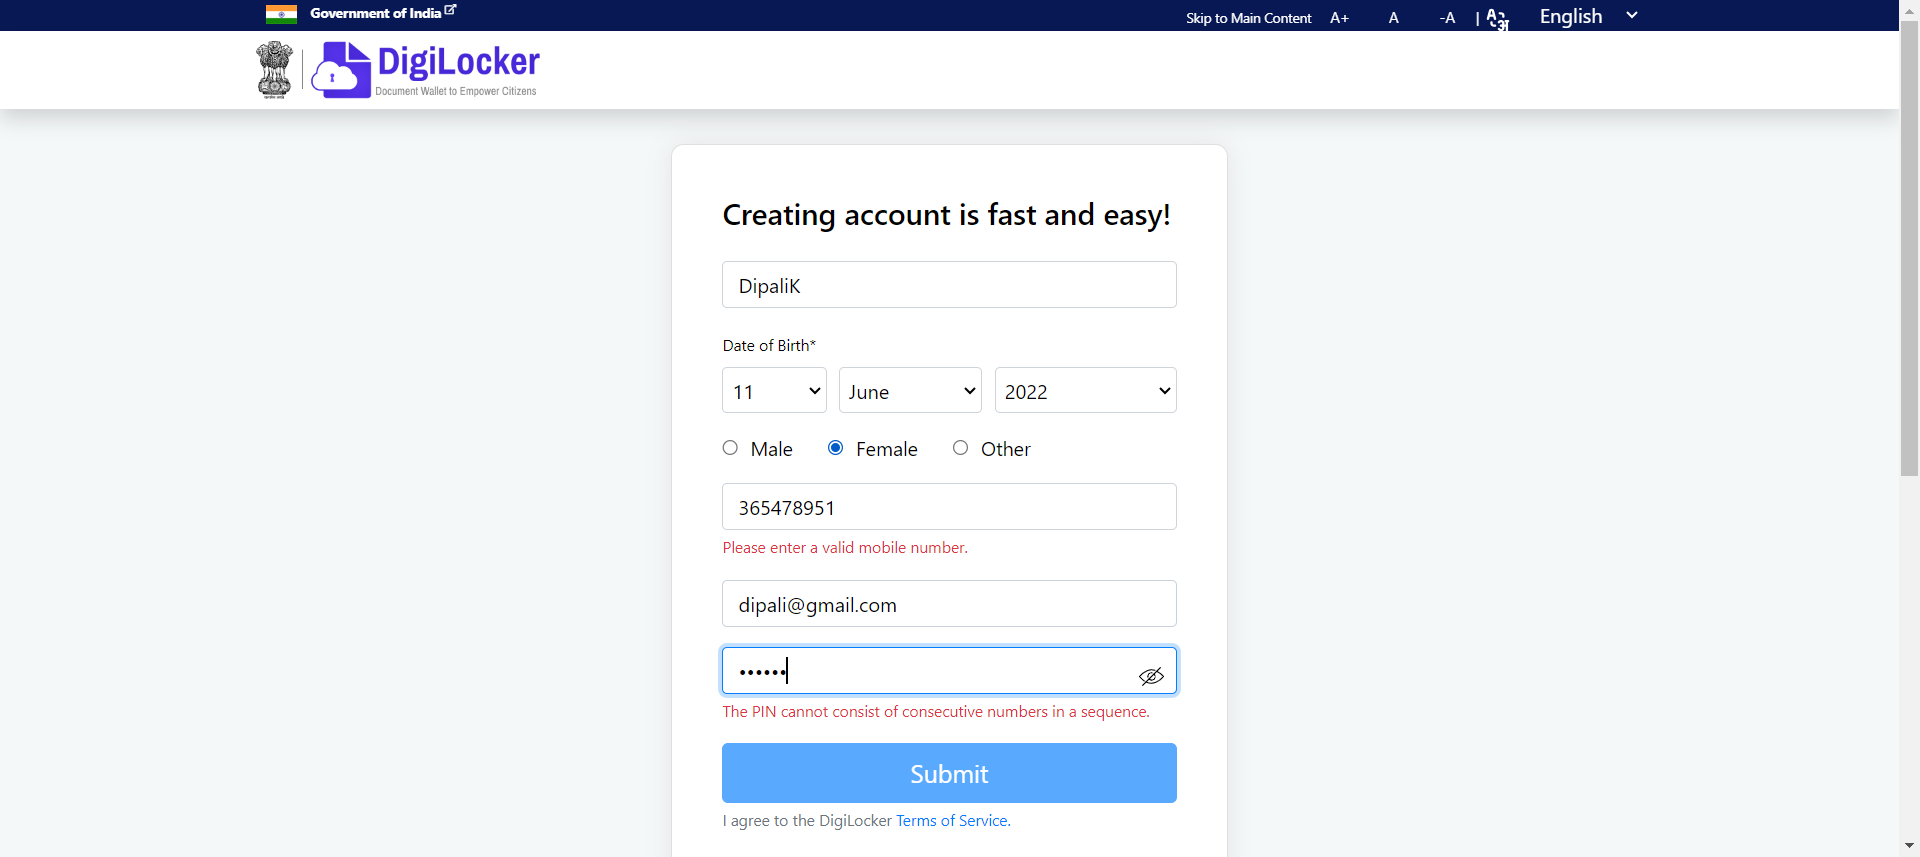 Government of India
Skip to Main Content A+ A -A | English
DigiLocker
Document Wallet to Empower Citizens
Creating account is fast and easy!
DipaliK
Date of Birth*
11 June 2022
Male Female Other
365478951
Please enter a valid mobile number.
dipali@gmail.com
••••••
The PIN cannot consist of consecutive numbers in a sequence.
Submit
I agree to the DigiLocker Terms of Service.